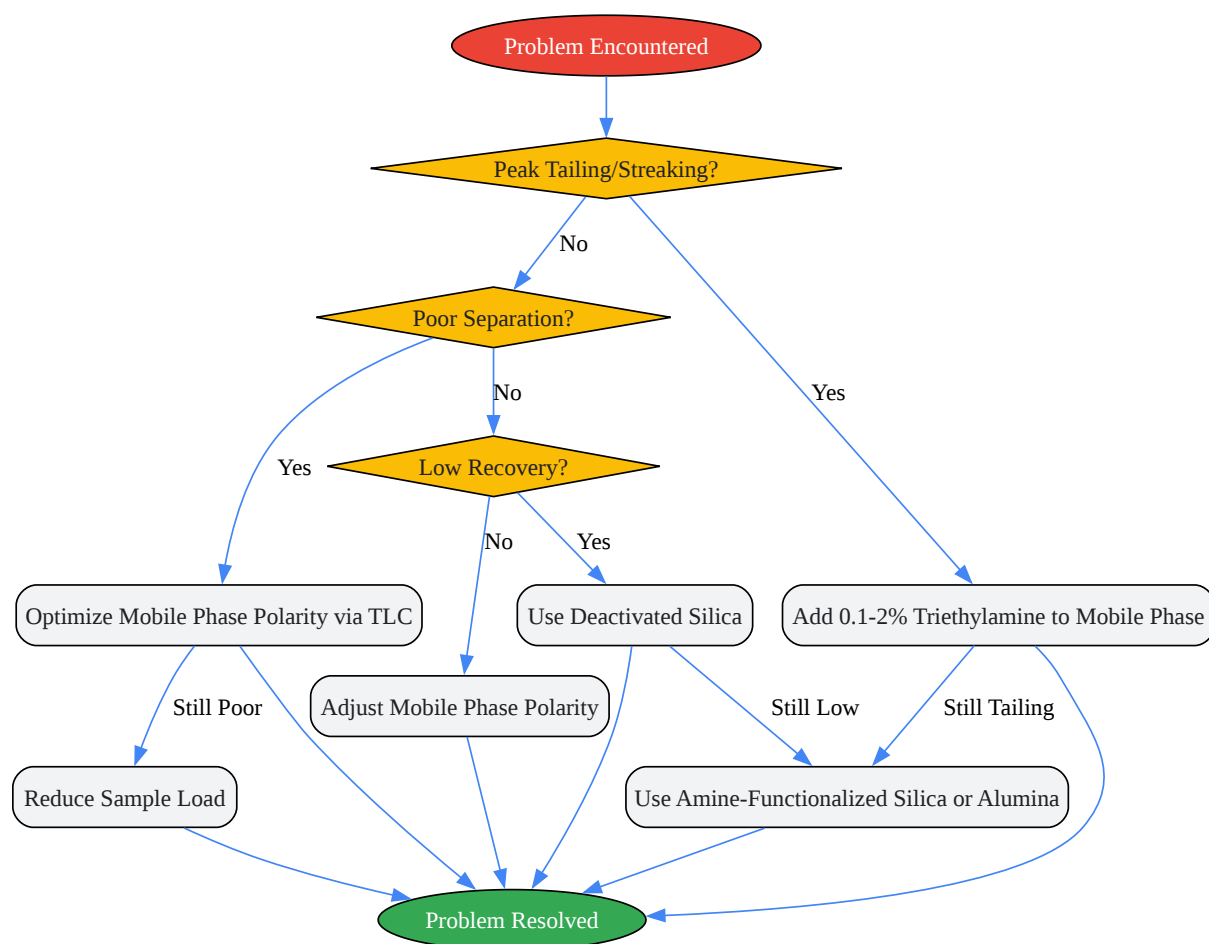 Problem Encountered
Peak Tailing/Streaking?
No
Poor Separation?
Yes
No
Yes
Low Recovery?
No
Yes
Optimize Mobile Phase Polarity via TLC
Use Deactivated Silica
Add 0.1-2% Triethylamine to Mobile Phase
Still Poor
Adjust Mobile Phase Polarity
Still Low
Still Tailing
Reduce Sample Load
Use Amine-Functionalized Silica or Alumina
Problem Resolved